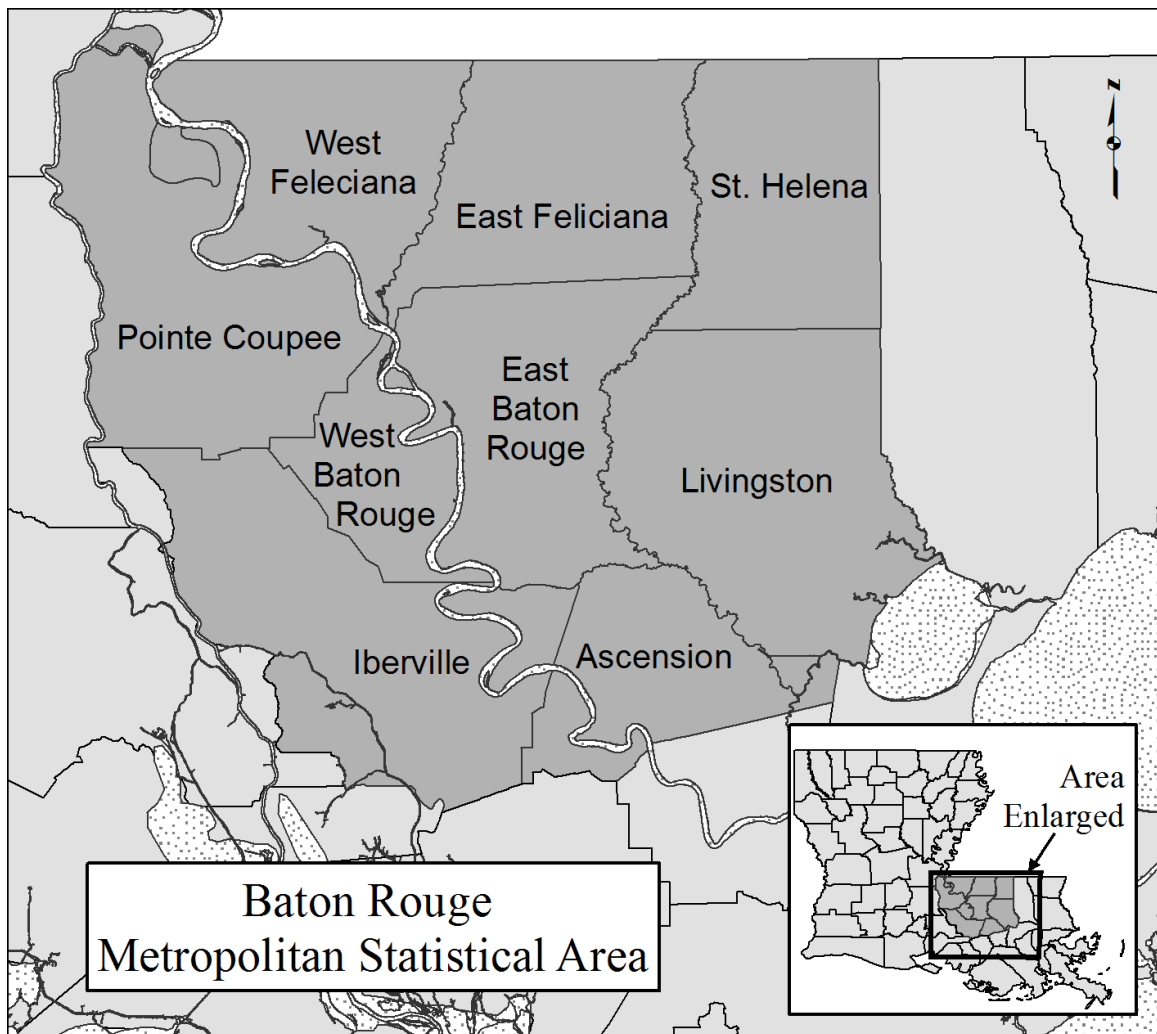 N
West
Feleciana
East Feliciana
St. Helena
Pointe Coupee
East
Baton
Rouge
West
Baton
Rouge
Livingston
Iberville
Ascension
Area
Enlarged
Baton Rouge
Metropolitan Statistical Area